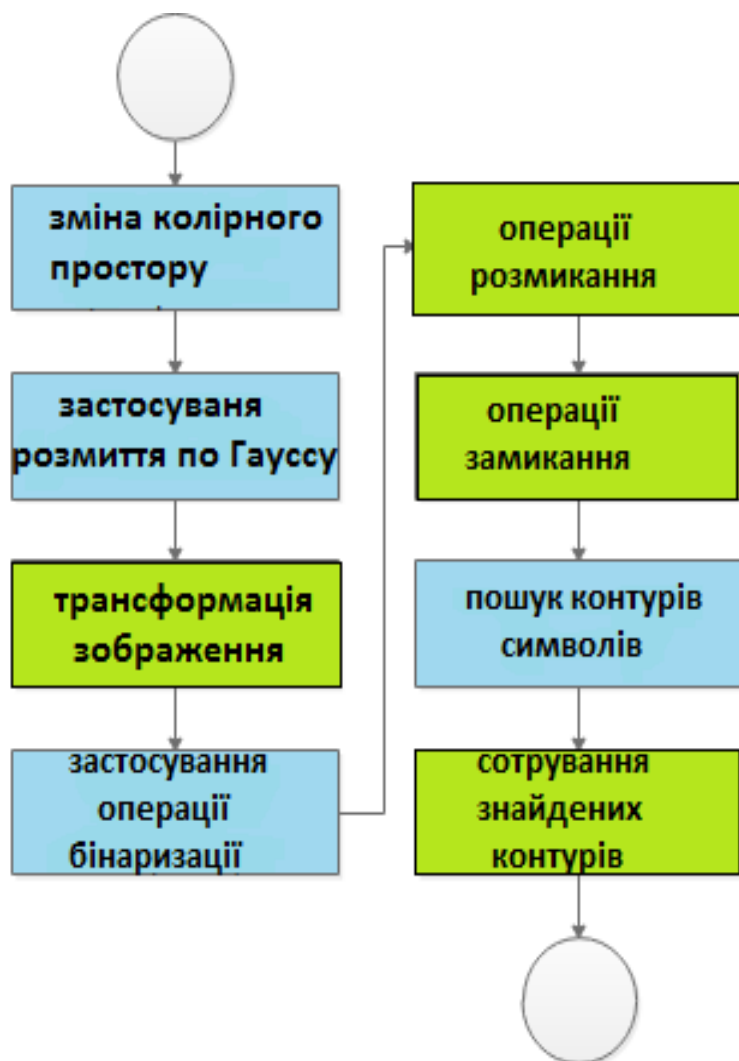 зміна колірного
простору
застосуваня
розмиття по Гауссу
трансформація
зображення
застосування
операції
бінаризації
операції
розмикання
операції
замикання
пошук контурів
символів
сотрування
знайдених
контурів